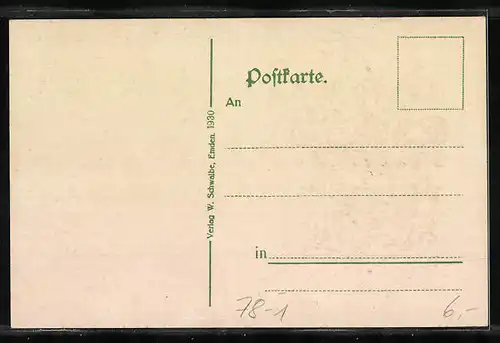 Postkarte.
An
in
Verlag W. Schwalbe, Emden. 1930
78-1
6,-